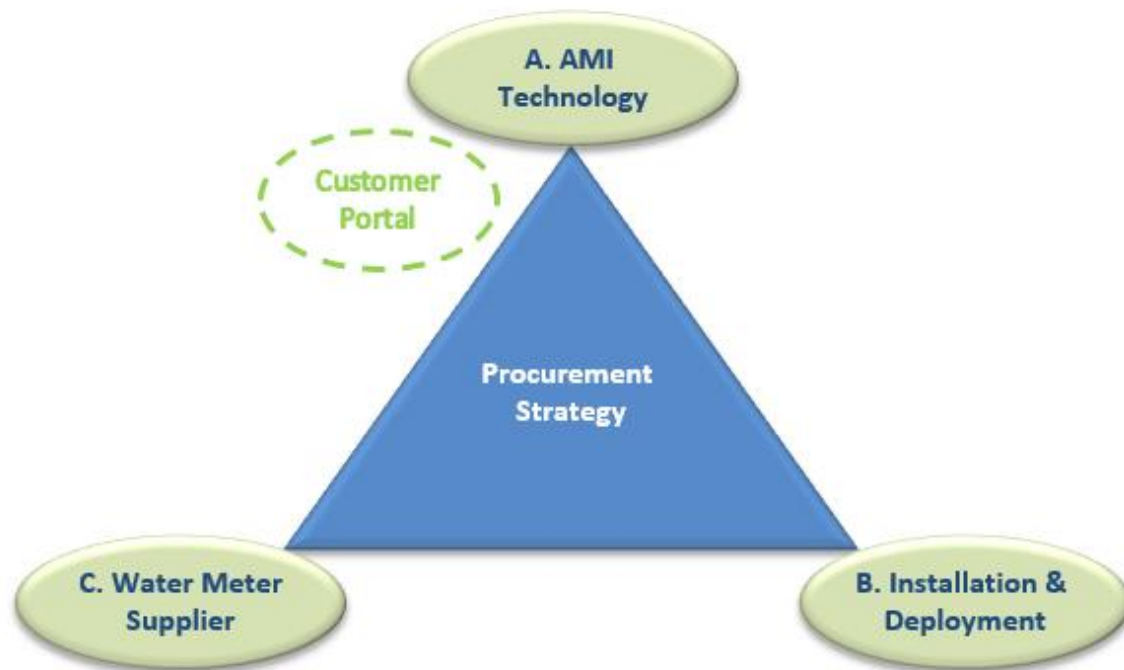 A. AMI
Technology
Customer
Portal
Procurement
Strategy
C. Water Meter
Supplier
B. Installation &
Deployment